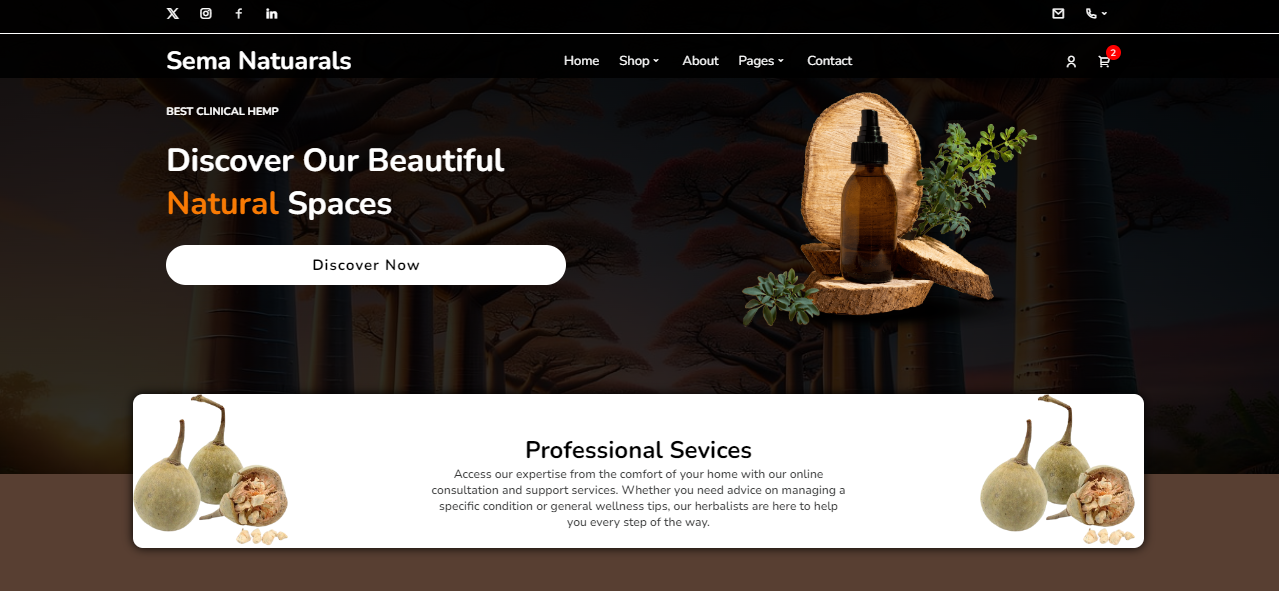 Sema Natuarals
Home Shop About Pages Contact
2
BEST CLINICAL HEMP
Discover Our Beautiful
Natural Spaces
Discover Now
Professional Sevices
Access our expertise from the comfort of your home with our online
consultation and support services. Whether you need advice on managing a
specific condition or general wellness tips, our herbalists are here to help
you every step of the way.